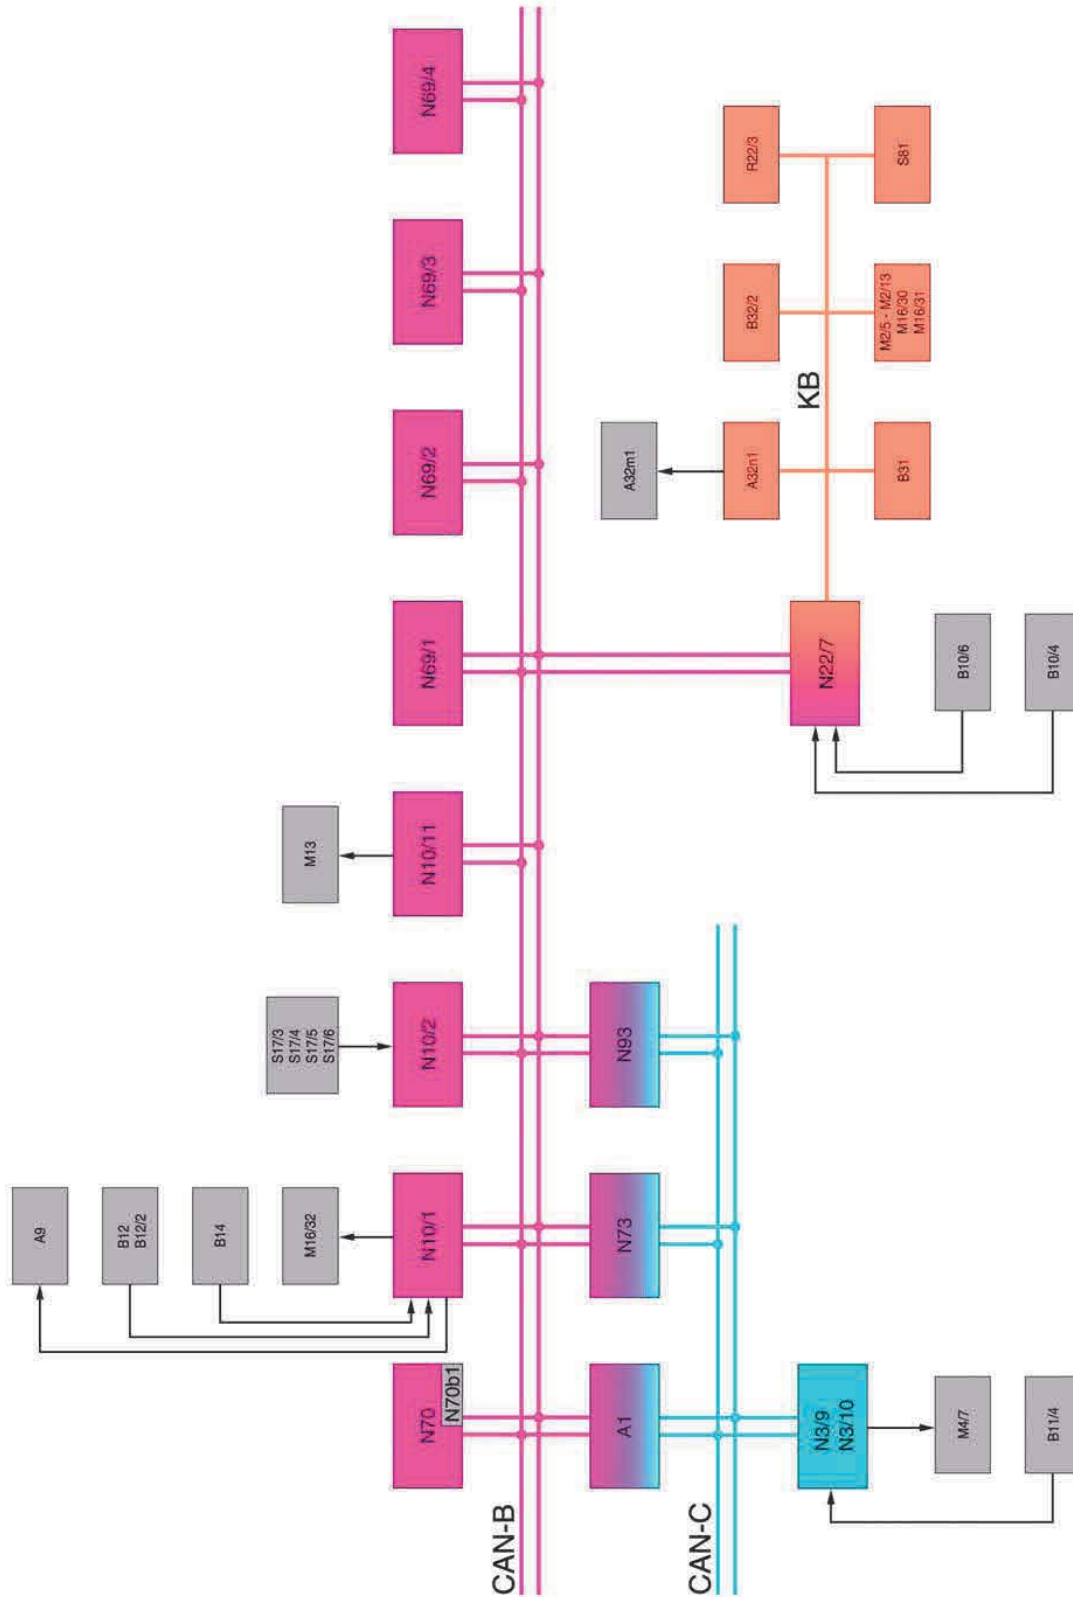 A9
B12
B12/2
B14
M16/32
S17/3
S17/4
S17/5
S17/6
M13
N70
N70b1
N10/1
N10/2
N10/11
N69/1
N69/2
N69/3
N69/4
CAN-B
A1
N73
N93
A32m1
CAN-C
A32n1
B32/2
R22/3
N3/9
N3/10
N22/7
KB
B31
M2/5 - M2/13
M16/30
M16/31
S81
M4/7
B10/6
B11/4
B10/4